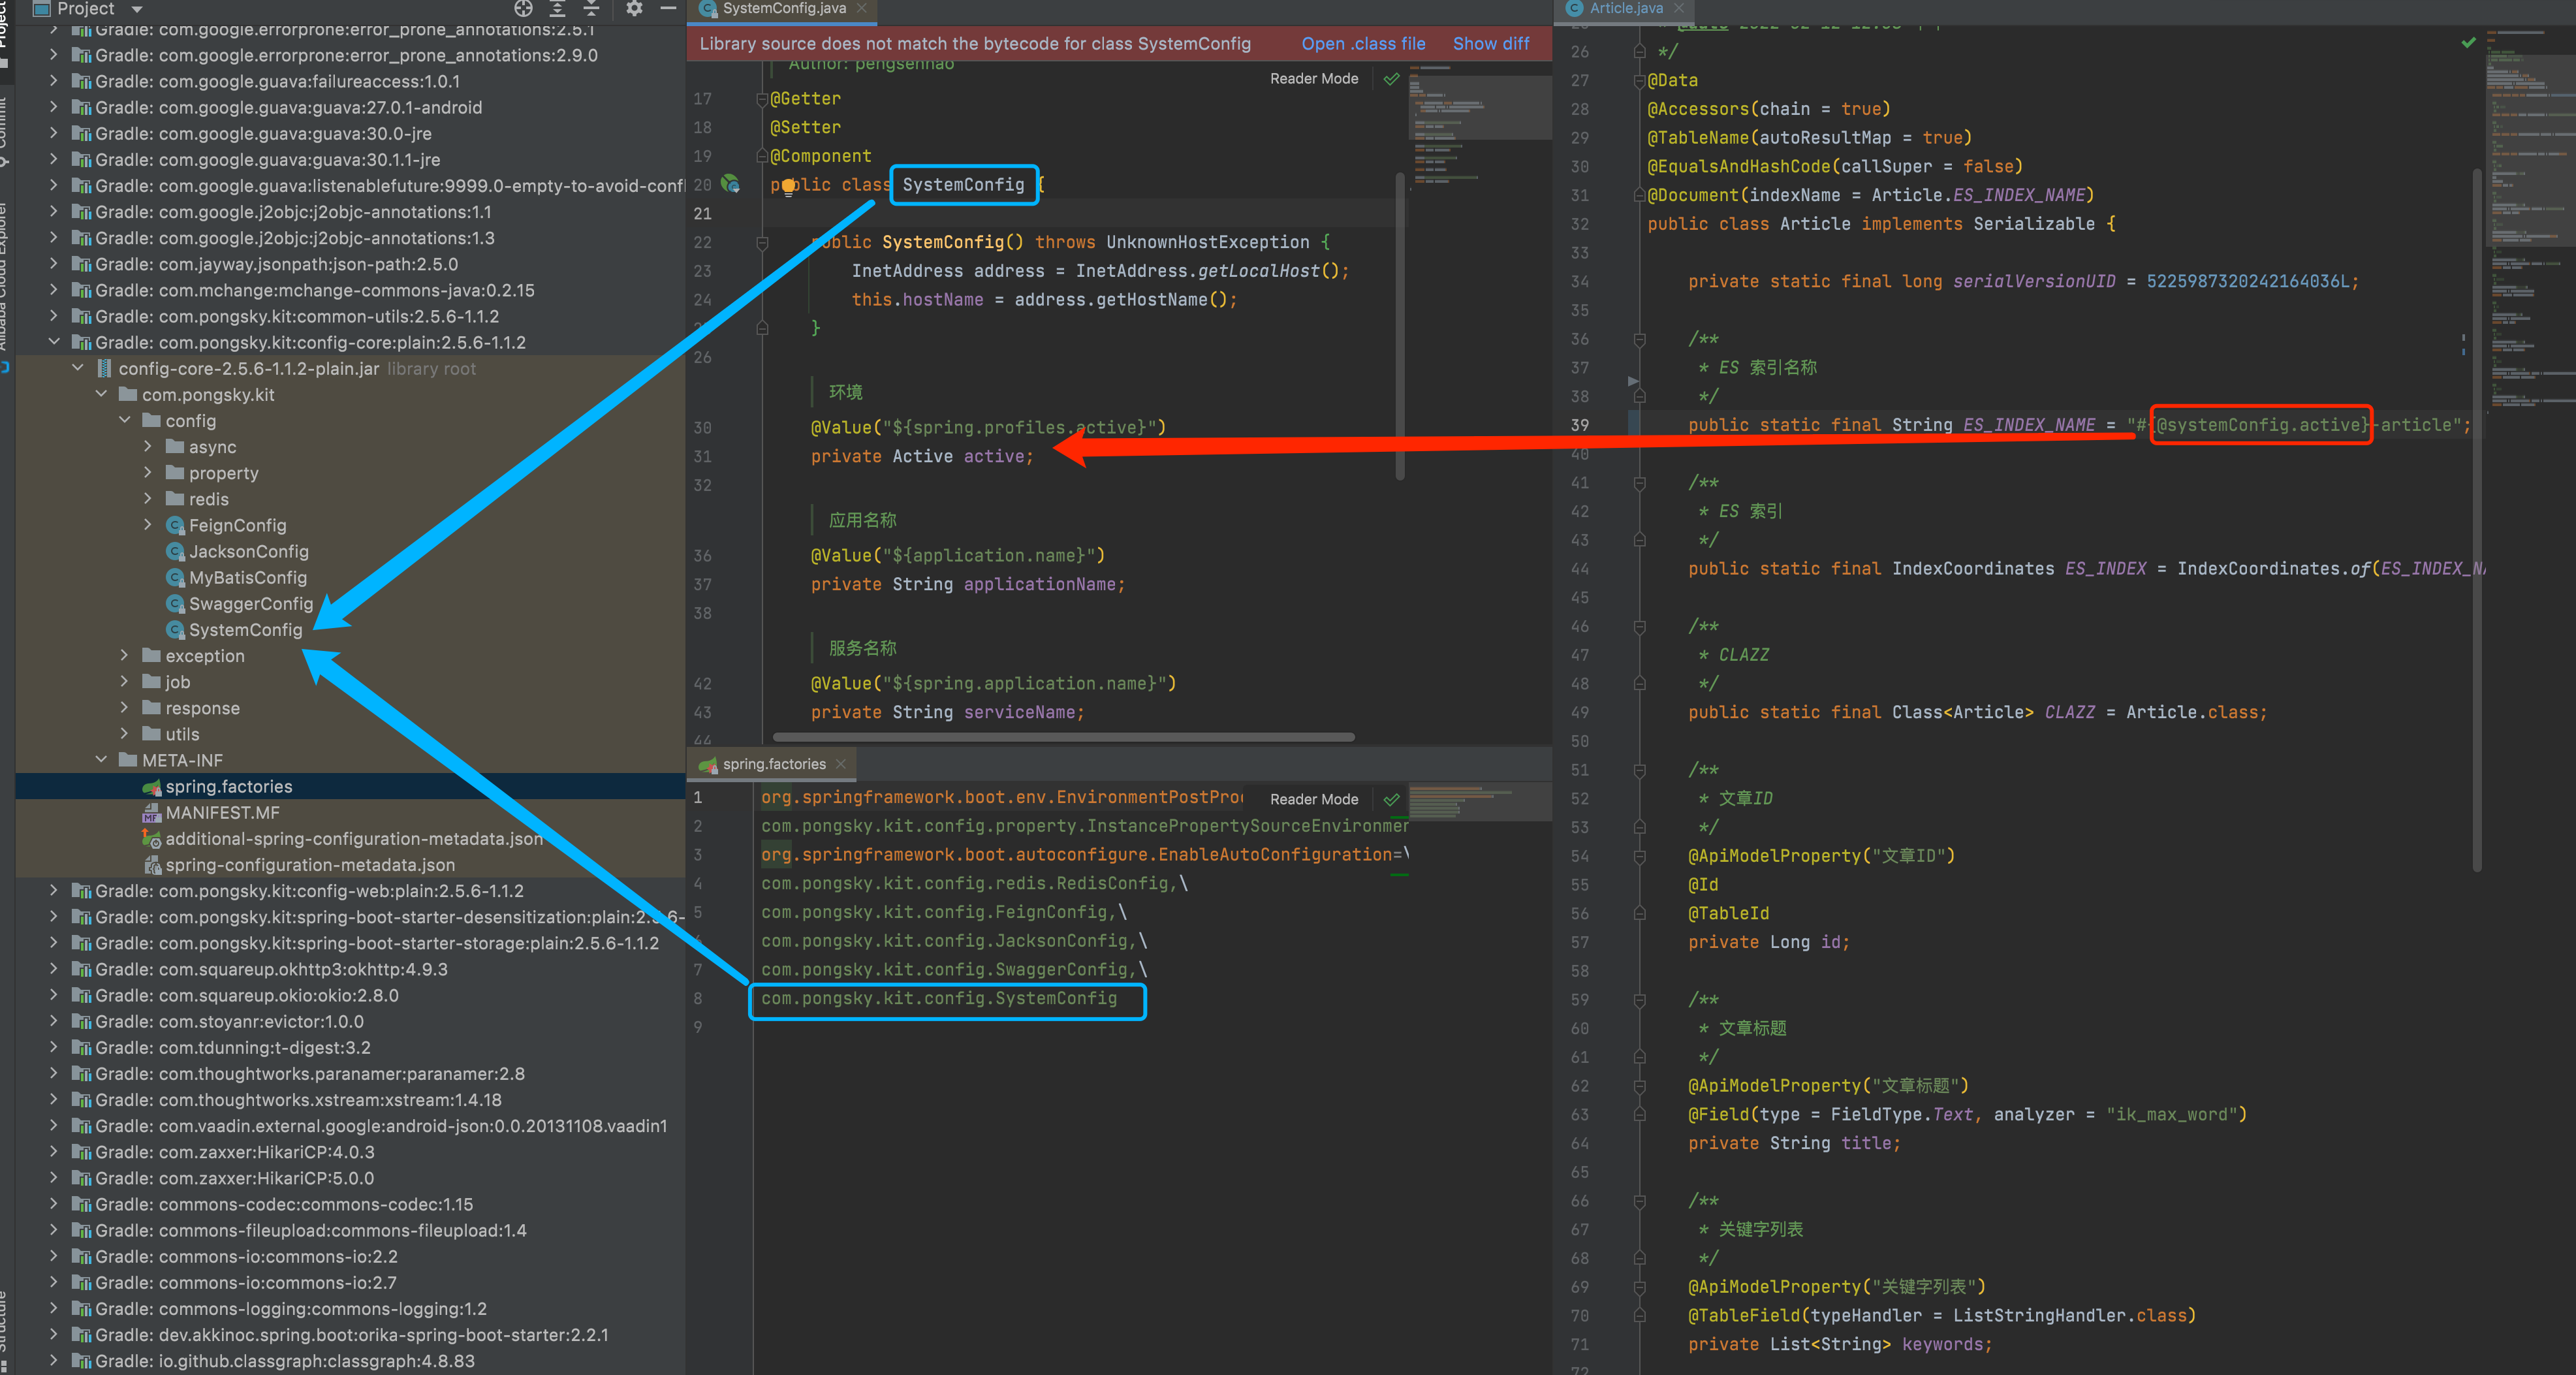 Project
Gradle: com.google.errorprone:error_prone_annotations:2.5.1
Gradle: com.google.errorprone:error_prone_annotations:2.9.0
Gradle: com.google.guava:failureaccess:1.0.1
Gradle: com.google.guava:guava:27.0.1-android
Gradle: com.google.guava:guava:30.0-jre
Gradle: com.google.guava:guava:30.1.1-jre
Gradle: com.google.guava:listenablefuture:9999.0-empty-to-avoid-conf
Gradle: com.google.j2objc:j2objc-annotations:1.1
Gradle: com.google.j2objc:j2objc-annotations:1.3
Gradle: com.jayway.jsonpath:json-path:2.5.0
Gradle: com.mchange:mchange-commons-java:0.2.15
Gradle: com.pongsky.kit:common-utils:2.5.6-1.1.2
Gradle: com.pongsky.kit:config-core:plain:2.5.6-1.1.2
config-core-2.5.6-1.1.2-plain.jar library root
com.pongsky.kit
config
async
property
redis
FeignConfig
JacksonConfig
MyBatisConfig
SwaggerConfig
SystemConfig
exception
job
response
utils
META-INF
spring.factories
MANIFEST.MF
additional-spring-configuration-metadata.json
spring-configuration-metadata.json
Gradle: com.pongsky.kit:config-web:plain:2.5.6-1.1.2
Gradle: com.pongsky.kit:spring-boot-starter-desensitization:plain:2.5.6-
Gradle: com.pongsky.kit:spring-boot-starter-storage:plain:2.5.6-1.1.2
Gradle: com.squareup.okhttp3:okhttp:4.9.3
Gradle: com.squareup.okio:okio:2.8.0
Gradle: com.stoyanr:evictor:1.0.0
Gradle: com.tdunning:t-digest:3.2
Gradle: com.thoughtworks.paranamer:paranamer:2.8
Gradle: com.thoughtworks.xstream:xstream:1.4.18
Gradle: com.vaadin.external.google:android-json:0.0.20131108.vaadin1
Gradle: com.zaxxer:HikariCP:4.0.3
Gradle: com.zaxxer:HikariCP:5.0.0
Gradle: commons-codec:commons-codec:1.15
Gradle: commons-fileupload:commons-fileupload:1.4
Gradle: commons-io:commons-io:2.2
Gradle: commons-io:commons-io:2.7
Gradle: commons-logging:commons-logging:1.2
Gradle: dev.akkinoc.spring.boot:orika-spring-boot-starter:2.2.1
Gradle: io.github.classgraph:classgraph:4.8.83
Project
Commit
Alibaba Cloud Explorer
Structure
SystemConfig.java
Library source does not match the bytecode for class SystemConfig Open .class file Show diff
Author: pengsenhao
Reader Mode
17 @Getter
18 @Setter
19 @Component
20 public class SystemConfig {
21
22 public SystemConfig() throws UnknownHostException {
23 InetAddress address = InetAddress.getLocalHost();
24 this.hostName = address.getHostName();
}
26
环境
30 @Value("${spring.profiles.active}")
31 private Active active;
32
应用名称
36 @Value("${application.name}")
37 private String applicationName;
38
服务名称
42 @Value("${spring.application.name}")
43 private String serviceName;
44
spring.factories
Reader Mode
1 org.springframework.boot.env.EnvironmentPostProc
2 com.pongsky.kit.config.property.InstancePropertySourceEnvironmen
3 org.springframework.boot.autoconfigure.EnableAutoConfiguration=\
4 com.pongsky.kit.config.redis.RedisConfig,\
5 com.pongsky.kit.config.FeignConfig,\
com.pongsky.kit.config.JacksonConfig,\
7 com.pongsky.kit.config.SwaggerConfig,\
8 com.pongsky.kit.config.SystemConfig
9
Article.java
26 */
27 @Data
28 @Accessors(chain = true)
29 @TableName(autoResultMap = true)
30 @EqualsAndHashCode(callSuper = false)
31 @Document(indexName = Article.ES_INDEX_NAME)
32 public class Article implements Serializable {
33
34 private static final long serialVersionUID = 5225987320242164036L;
35
36 /**
37 * ES 索引名称
38 */
39 public static final String ES_INDEX_NAME = "#{@systemConfig.active}-article";
40
41 /**
42 * ES 索引
43 */
44 public static final IndexCoordinates ES_INDEX = IndexCoordinates.of(ES_INDEX_NA
45
46 /**
47 * CLAZZ
48 */
49 public static final Class<Article> CLAZZ = Article.class;
50
51 /**
52 * 文章ID
53 */
54 @ApiModelProperty("文章ID")
55 @Id
56 @TableId
57 private Long id;
58
59 /**
60 * 文章标题
61 */
62 @ApiModelProperty("文章标题")
63 @Field(type = FieldType.Text, analyzer = "ik_max_word")
64 private String title;
65
66 /**
67 * 关键字列表
68 */
69 @ApiModelProperty("关键字列表")
70 @TableField(typeHandler = ListStringHandler.class)
71 private List<String> keywords;
72